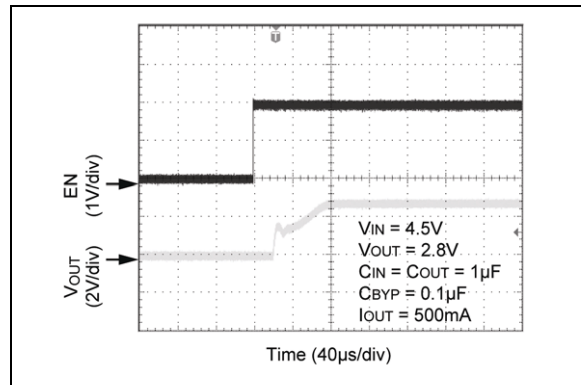 T
EN
(1V/div)
VOUT
(2V/div)
VIN = 4.5V
VOUT = 2.8V
CIN = COUT = 1µF
CBYP = 0.1µF
IOUT = 500mA
Time (40µs/div)